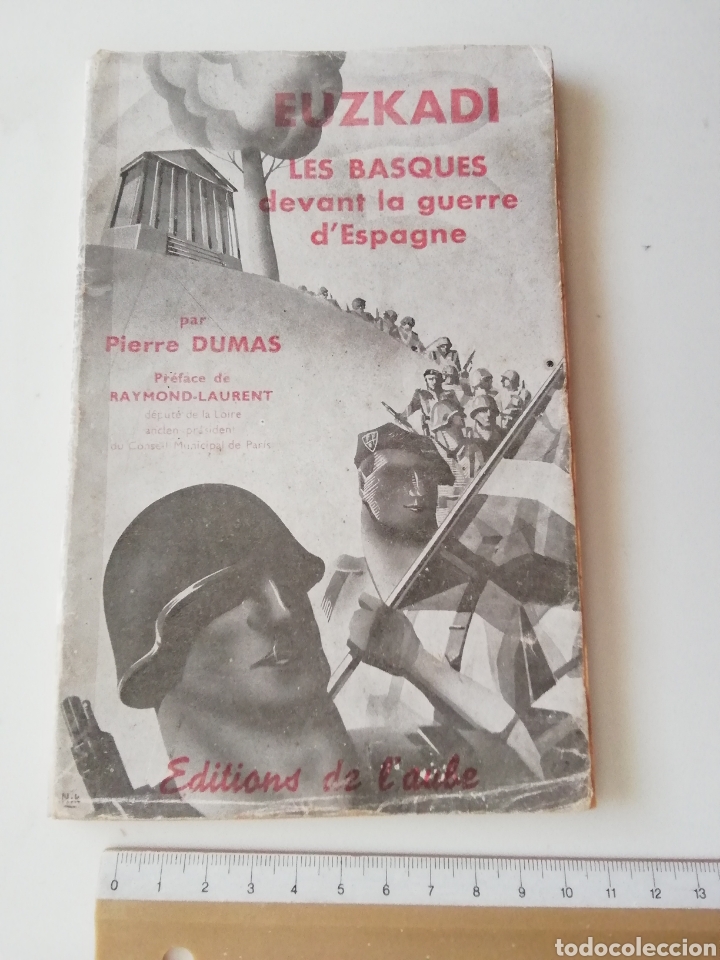 EUZKADI
LES BASQUES
devant la guerre
d'Espagne
par
Pierre DUMAS
Préface de
RAYMOND-LAURENT
député de la Loire
ancien président
du Conseil Municipal de Paris
Editions de l'aube
0 1 2 3 4 5 6 7 8 9 10 11 12 13
todocoleccion